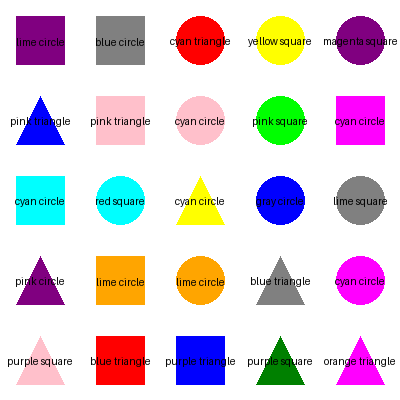 lime circle blue circle cyan triangle yellow square magenta square
pink triangle pink triangle cyan circle pink square cyan circle
cyan circle red square cyan circle gray circle lime square
pink circle lime circle lime circle blue triangle cyan circle
purple square blue triangle purple triangle purple square orange triangle